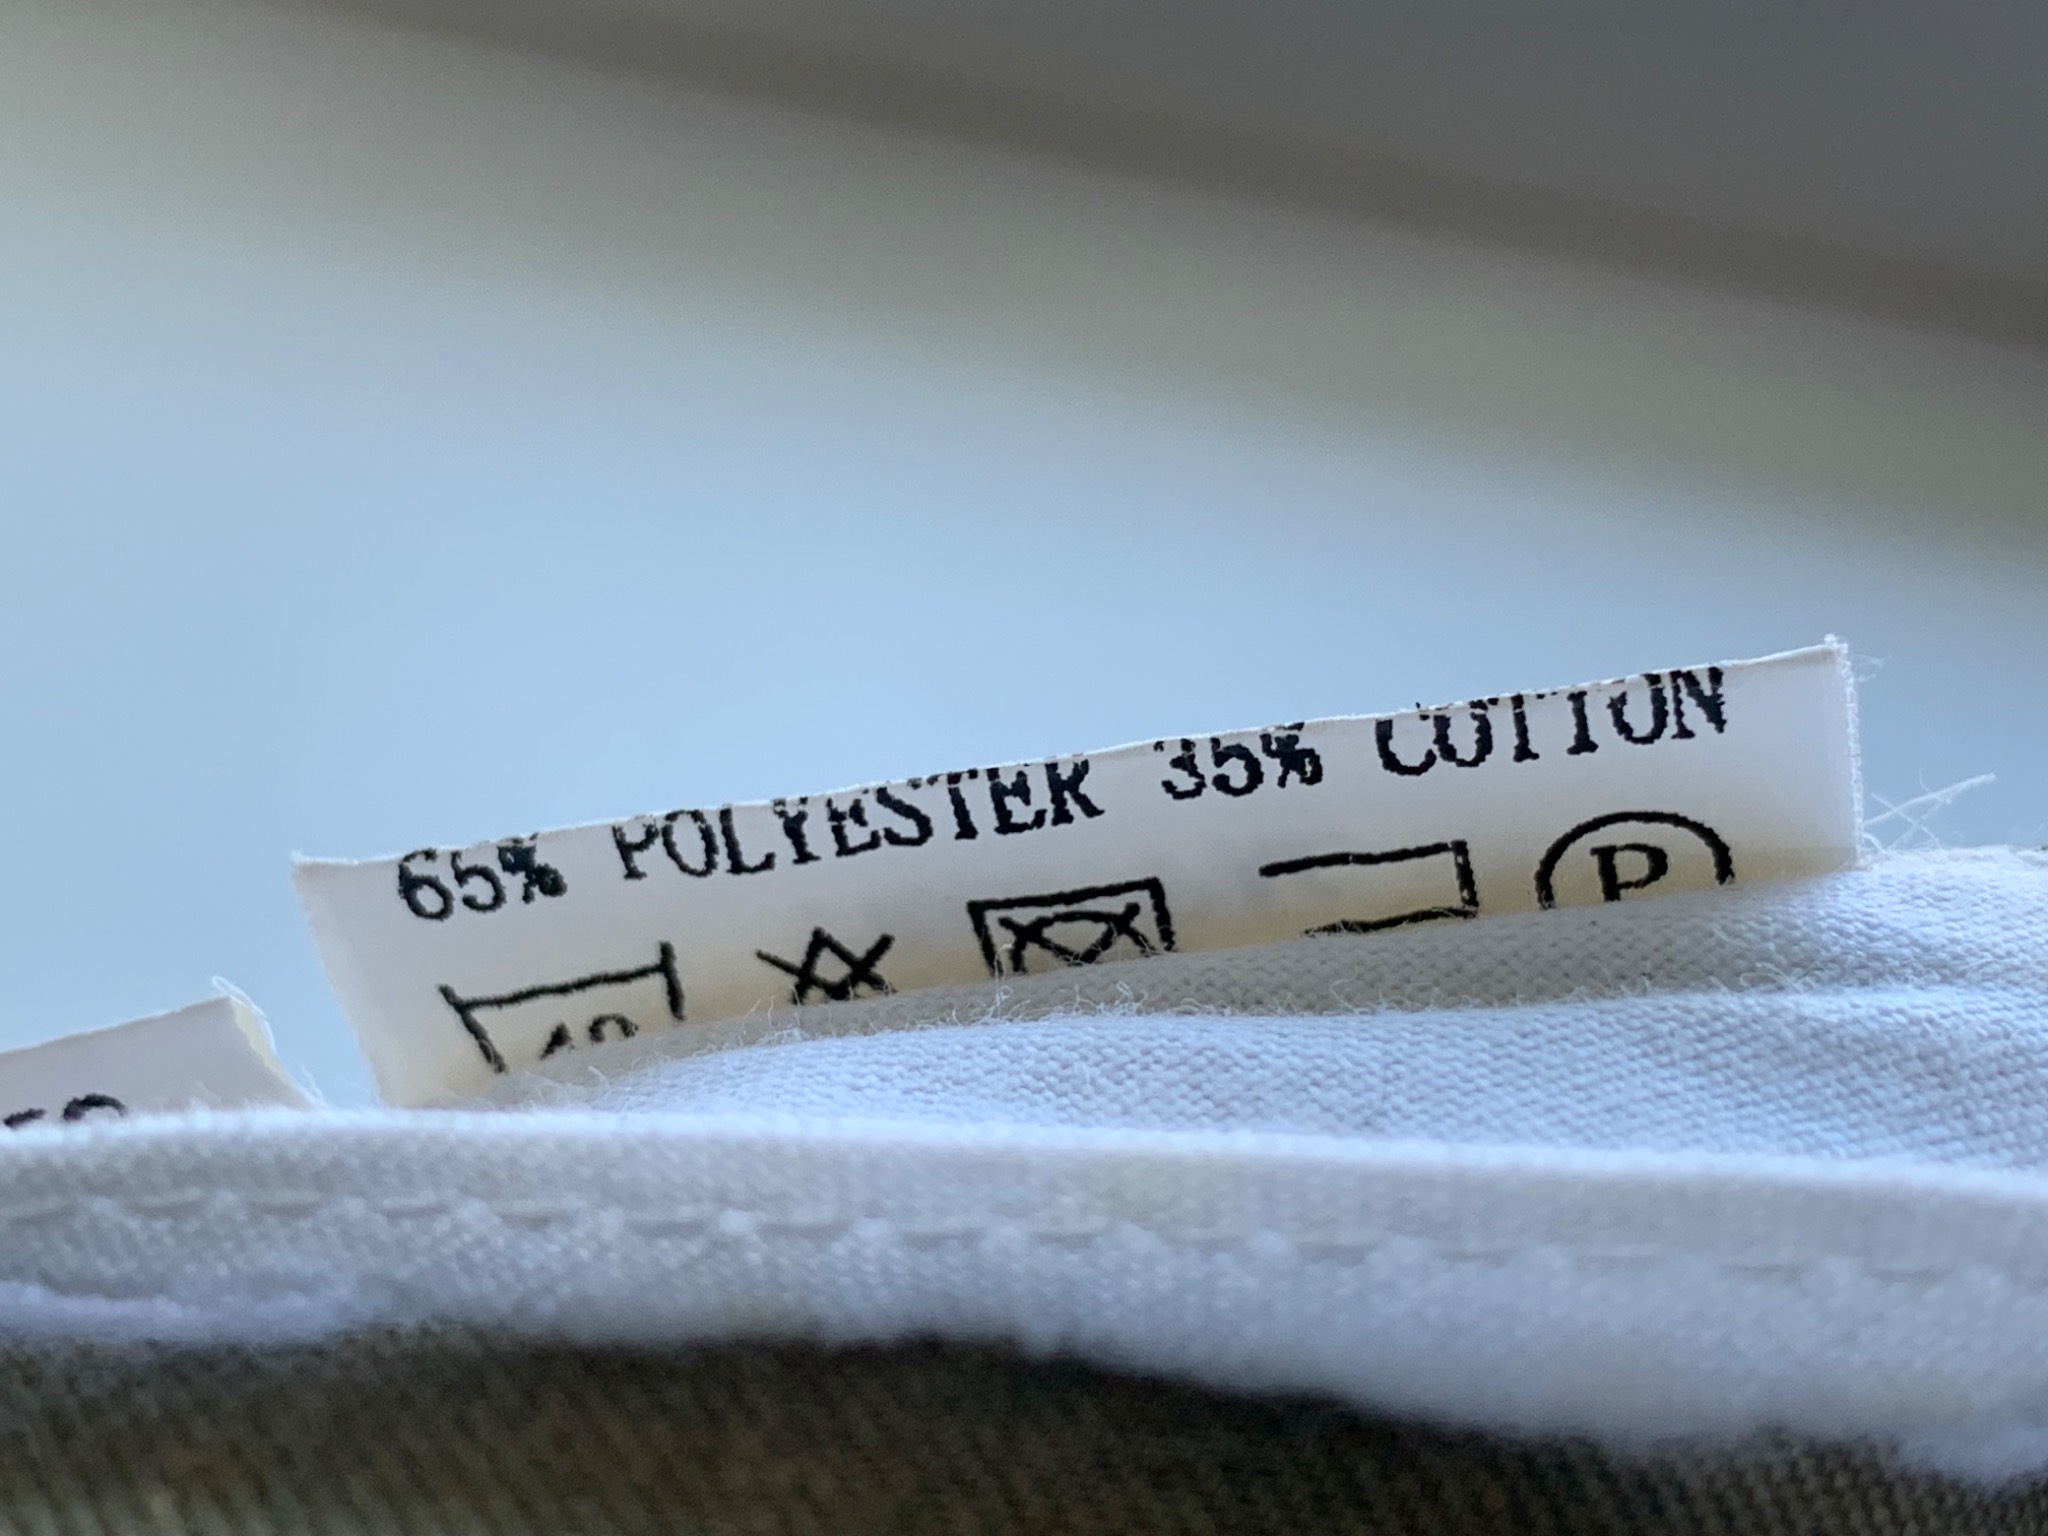 65% POLYESTER 35% COTTON
P